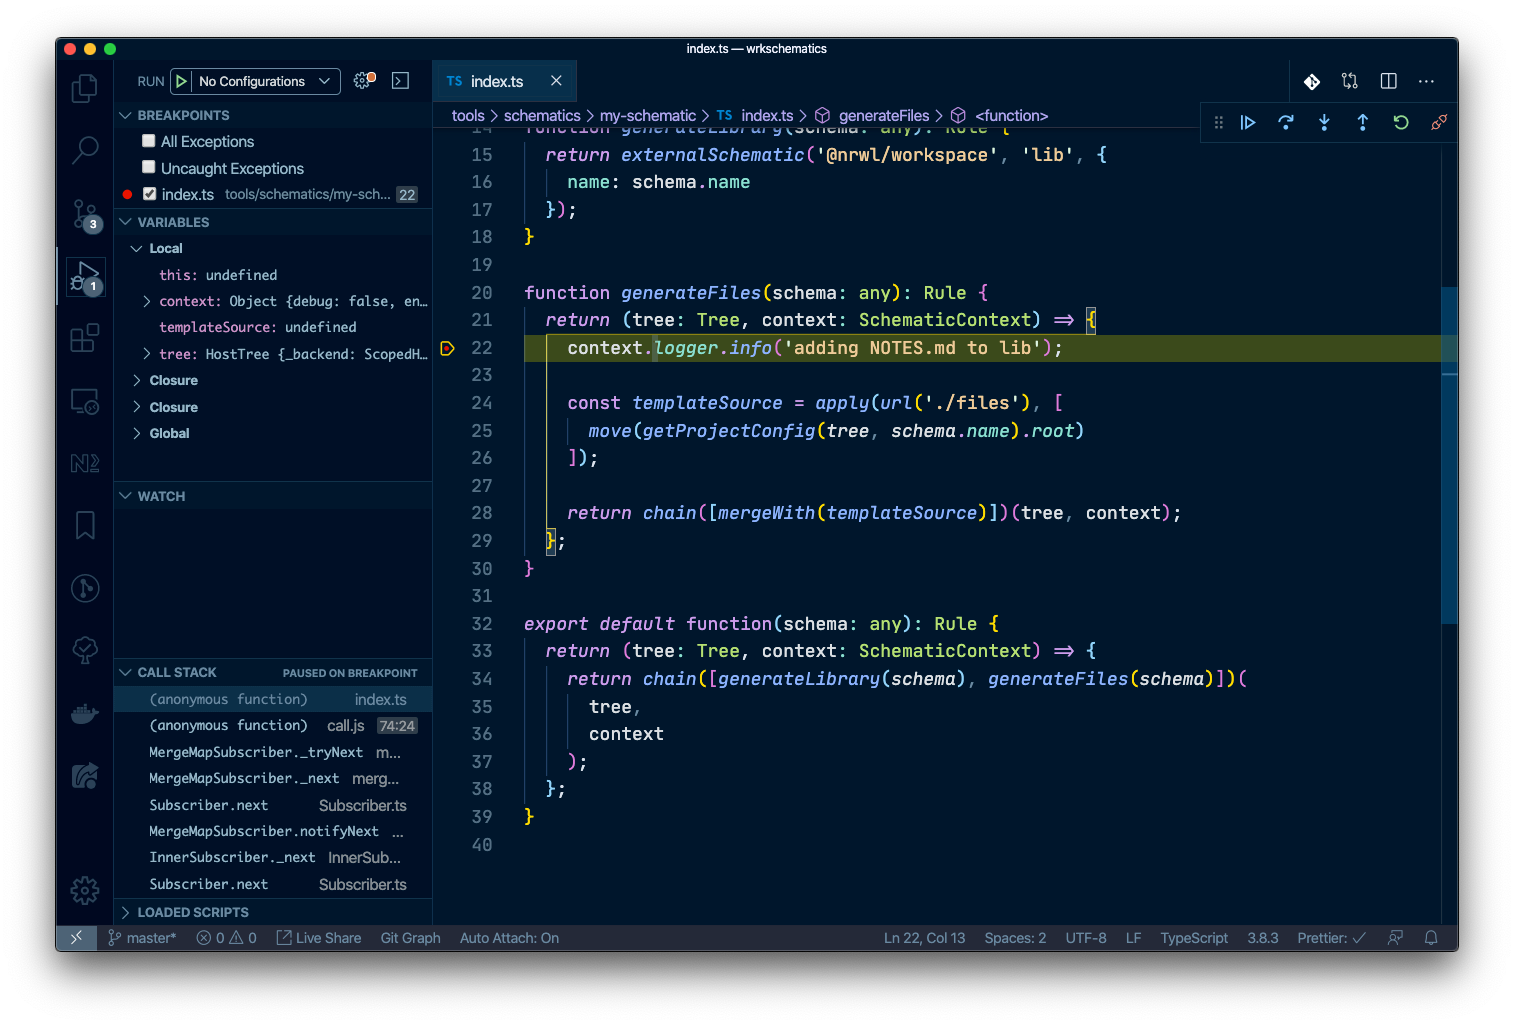 index.ts — wrkschematics
RUN No Configurations
TS index.ts
tools > schematics > my-schematic > TS index.ts > generateFiles > <function>
BREAKPOINTS
All Exceptions
Uncaught Exceptions
index.ts tools/schematics/my-sch... 22
VARIABLES
Local
this: undefined
context: Object {debug: false, en...
templateSource: undefined
tree: HostTree {_backend: ScopedH...
Closure
Closure
Global
WATCH
CALL STACK PAUSED ON BREAKPOINT
(anonymous function) index.ts
(anonymous function) call.js 74:24
MergeMapSubscriber._tryNext m...
MergeMapSubscriber._next merg...
Subscriber.next Subscriber.ts
MergeMapSubscriber.notifyNext ...
InnerSubscriber._next InnerSub...
Subscriber.next Subscriber.ts
LOADED SCRIPTS
3
1
N12
14 function generateLibrary(schema: any): Rule {
15 return externalSchematic('@nrwl/workspace', 'lib', {
16 name: schema.name
17 });
18 }
19
20 function generateFiles(schema: any): Rule {
21 return (tree: Tree, context: SchematicContext) => {
22 context.logger.info('adding NOTES.md to lib');
23
24 const templateSource = apply(url('./files'), [
25 move(getProjectConfig(tree, schema.name).root)
26 ]);
27
28 return chain([mergeWith(templateSource)])(tree, context);
29 };
30 }
31
32 export default function(schema: any): Rule {
33 return (tree: Tree, context: SchematicContext) => {
34 return chain([generateLibrary(schema), generateFiles(schema)])(
35 tree,
36 context
37 );
38 };
39 }
40
master* 0 0 Live Share Git Graph Auto Attach: On Ln 22, Col 13 Spaces: 2 UTF-8 LF TypeScript 3.8.3 Prettier: ✓